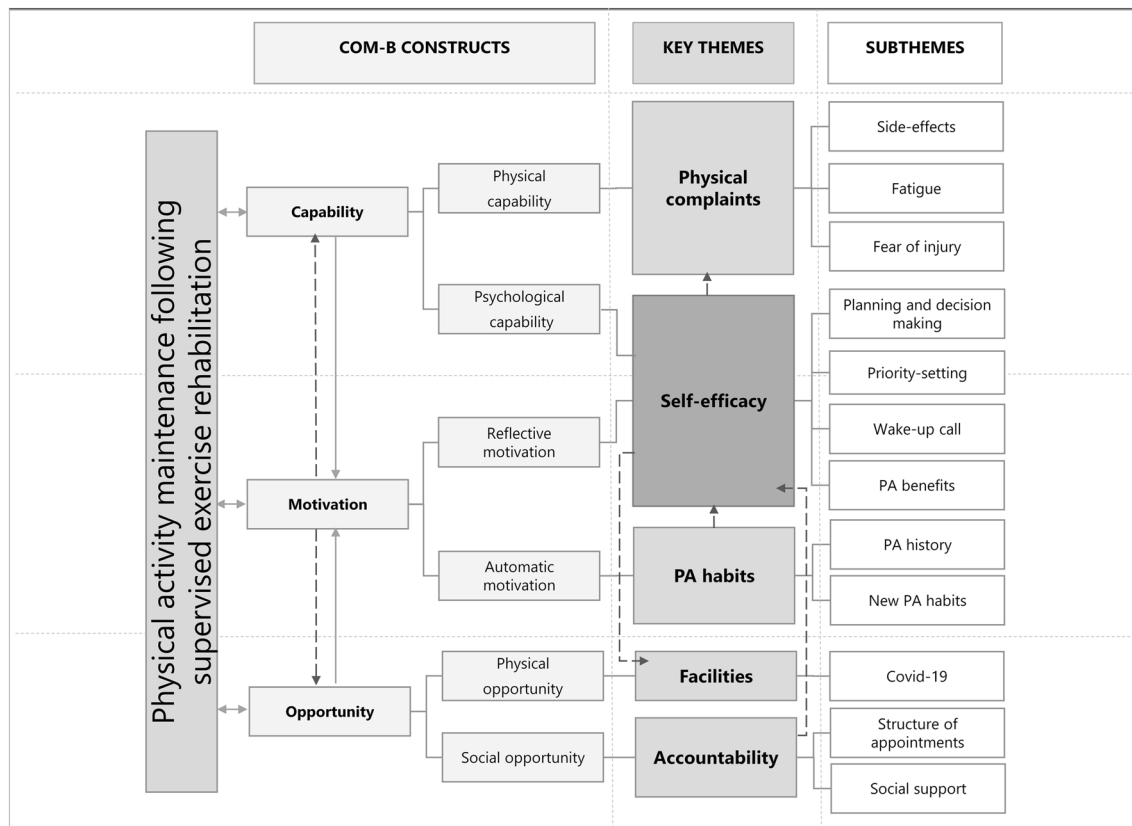 COM-B CONSTRUCTS
KEY THEMES
SUBTHEMES
Physical activity maintenance following
supervised exercise rehabilitation
Capability
Physical
capability
Psychological
capability
Physical
complaints
Side-effects
Fatigue
Fear of injury
Motivation
Reflective
motivation
Automatic
motivation
Self-efficacy
Planning and decision
making
Priority-setting
Wake-up call
PA benefits
PA habits
PA history
New PA habits
Opportunity
Physical
opportunity
Social opportunity
Facilities
Covid-19
Accountability
Structure of
appointments
Social support